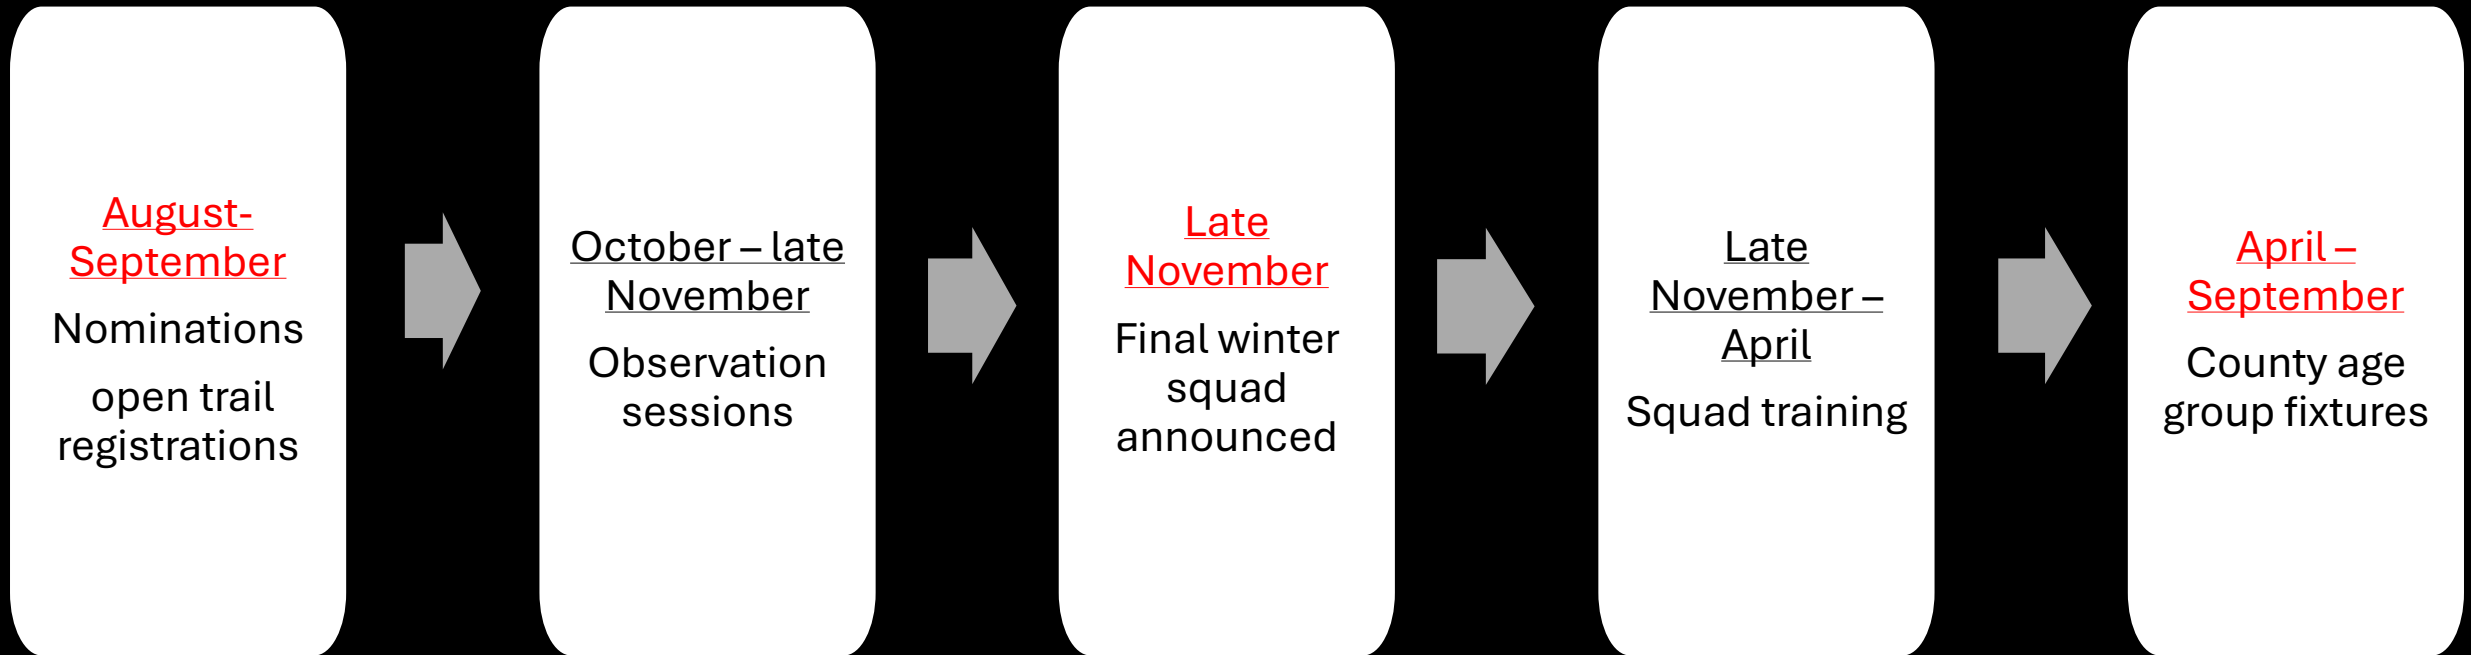 August-
September
Nominations
open trail
registrations
October – late
November
Observation
sessions
Late
November
Final winter
squad
announced
Late
November –
April
Squad training
April –
September
County age
group fixtures